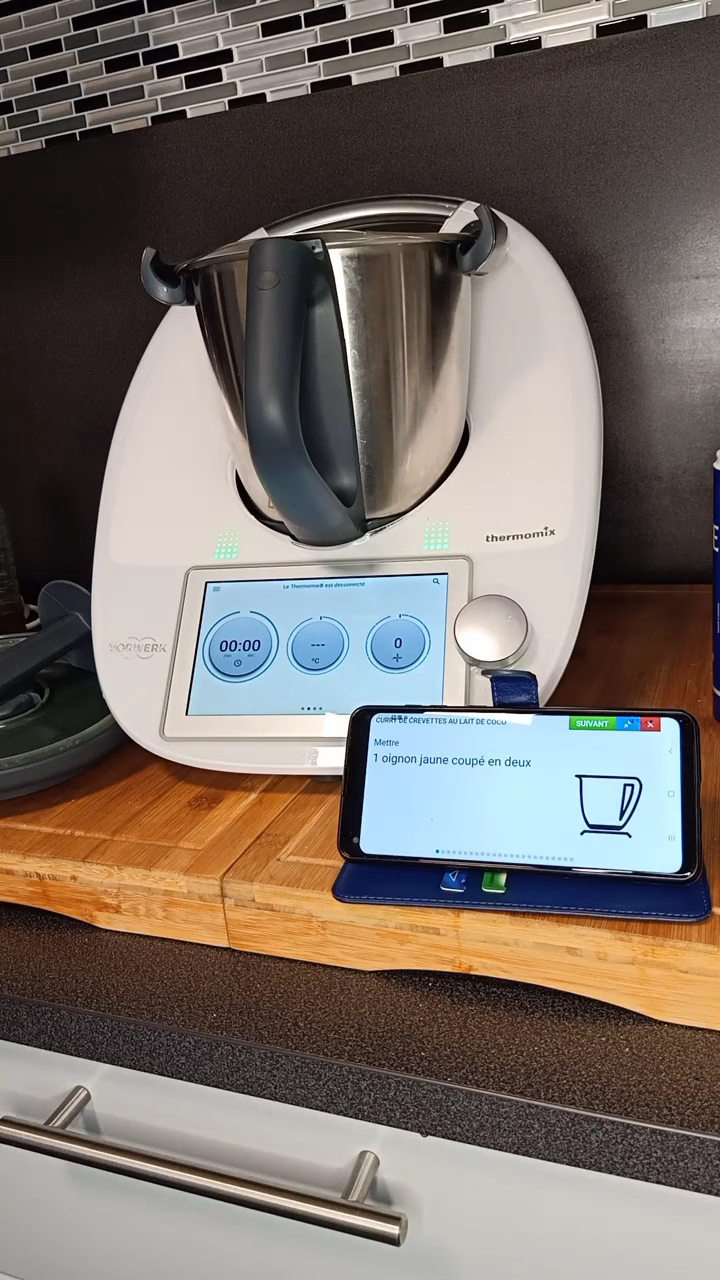 thermomix
Le Thermomix® est déconnecté
00:00
---
°C
0
VORWERK
CURRY DE CREVETTES AU LAIT DE COCO
SUIVANT
Mettre
1 oignon jaune coupé en deux